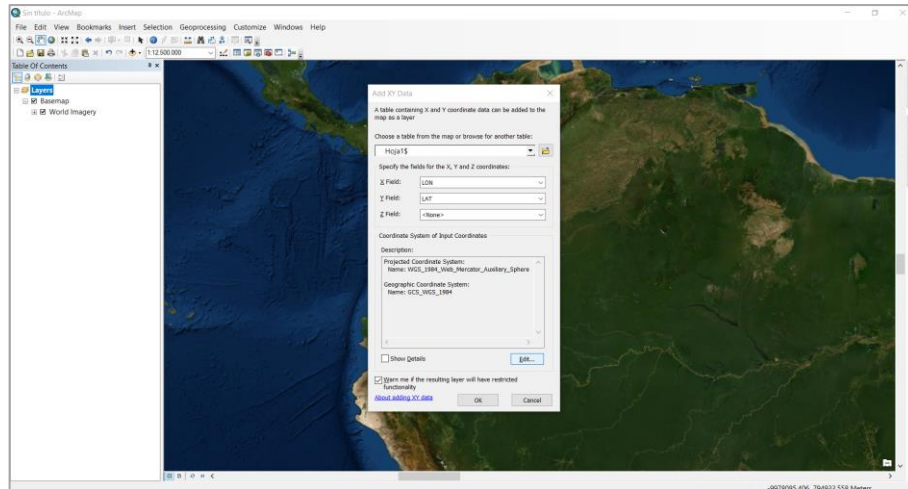 Sin título - ArcMap
File Edit View Bookmarks Insert Selection Geoprocessing Customize Windows Help
1:12.500.000
Table Of Contents
Layers
Basemap
World Imagery
Add XY Data
A table containing X and Y coordinate data can be added to the
map as a layer
Choose a table from the map or browse for another table:
Hoja1$
Specify the fields for the X, Y and Z coordinates:
X Field: LON
Y Field: LAT
Z Field: <None>
Coordinate System of Input Coordinates
Description:
Projected Coordinate System:
Name: WGS_1984_Web_Mercator_Auxiliary_Sphere
Geographic Coordinate System:
Name: GCS_WGS_1984
Show Details
Edit...
Warn me if the resulting layer will have restricted
functionality
About adding XY data
OK Cancel
-9978095,406 794933,558 Meters